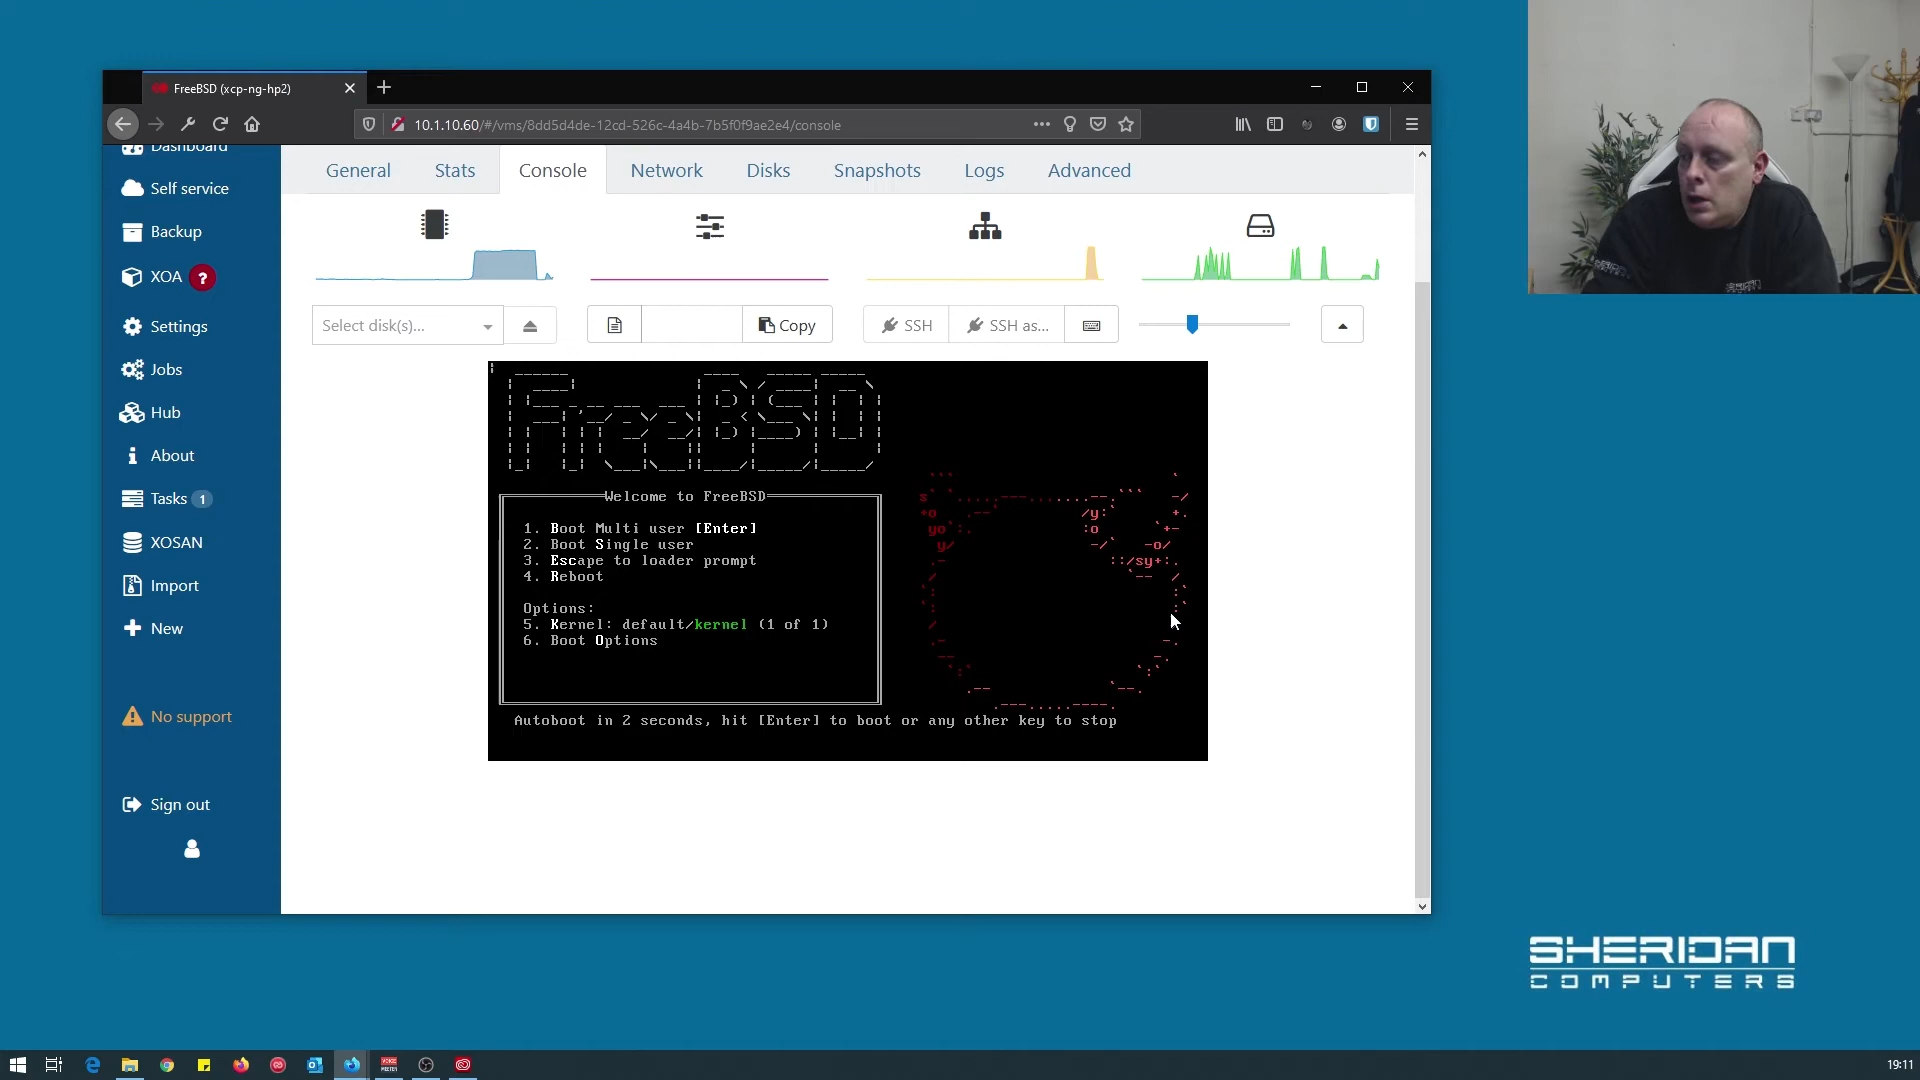 FreeBSD (xcp-ng-hp2)
10.1.10.60/#/vms/8dd5d4de-12cd-526c-4a4b-7b5f0f9ae2e4/console
Dashboard
Self service
Backup
XOA ?
Settings
Jobs
Hub
About
Tasks 1
XOSAN
Import
New
No support
Sign out
General Stats Console Network Disks Snapshots Logs Advanced
Select disk(s)... Copy SSH SSH as...
FreeBSD
Welcome to FreeBSD
1. Boot Multi user [Enter]
2. Boot Single user
3. Escape to loader prompt
4. Reboot
Options:
5. Kernel: default/kernel (1 of 1)
6. Boot Options
Autoboot in 2 seconds, hit [Enter] to boot or any other key to stop
SHERIDAN
COMPUTERS
19:11